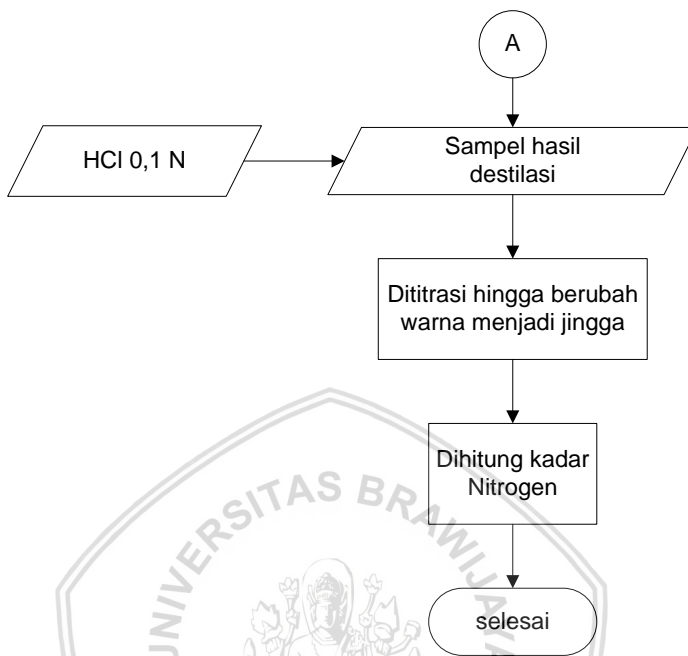 A
HCl 0,1 N
Sampel hasil
destilasi
Dititrasi hingga berubah
warna menjadi jingga
Dihitung kadar
Nitrogen
selesai
UNIVERSITAS BRAWIJAYA